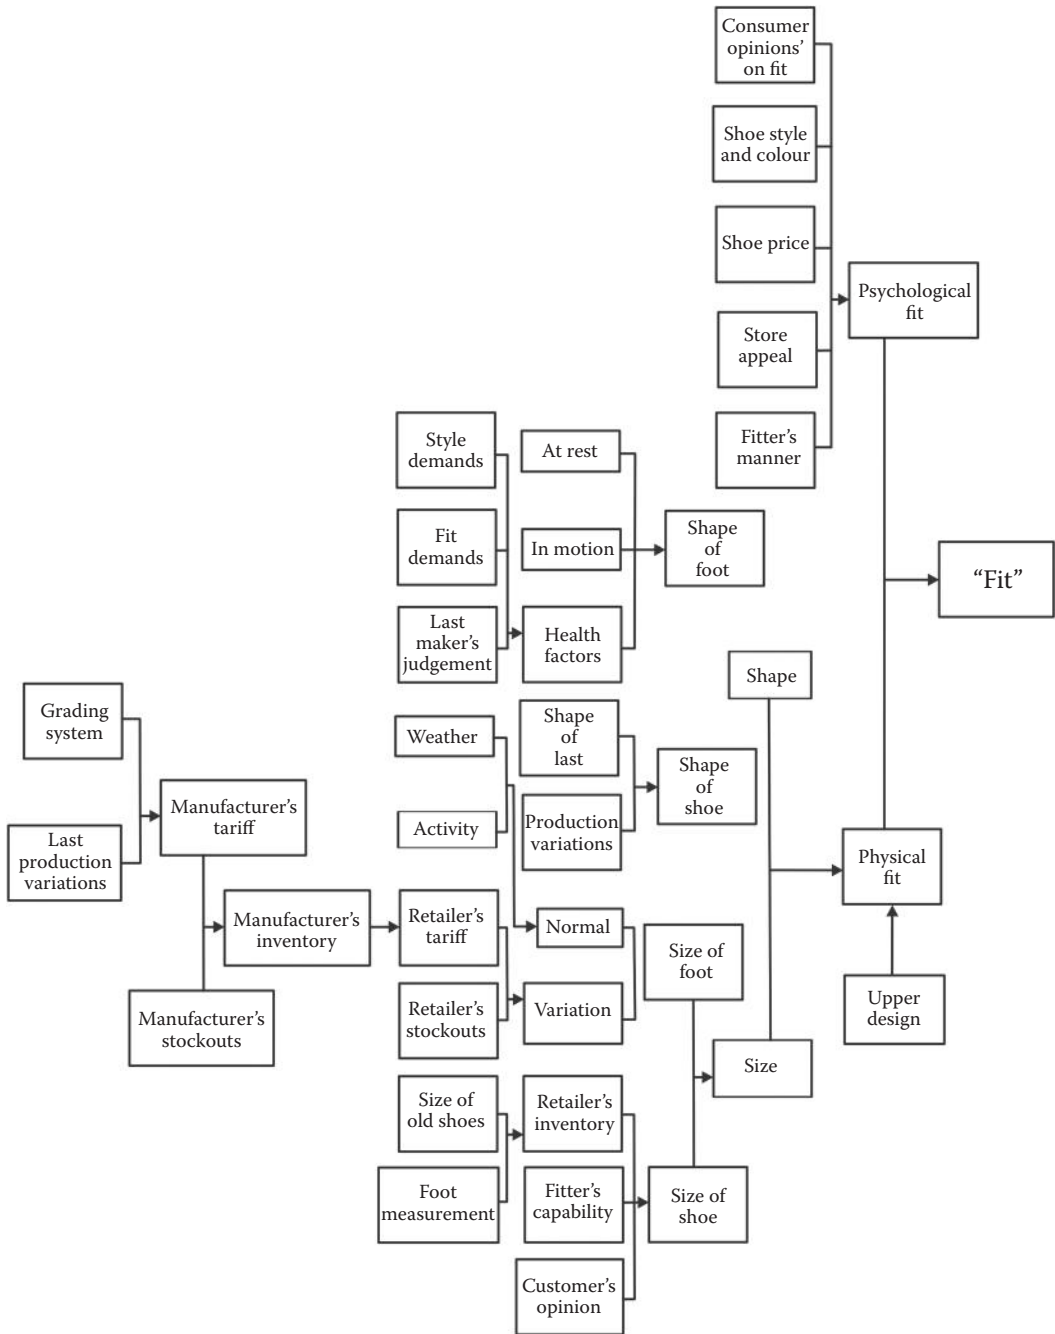 Consumer
opinions’
on fit
Shoe style
and colour
Shoe price
Psychological
fit
Store
appeal
Fitter’s
manner
Style
demands
At rest
Fit
demands
In motion
Shape
of
foot
“Fit”
Last
maker’s
judgement
Health
factors
Shape
Grading
system
Weather
Shape
of
last
Shape
of
shoe
Manufacturer’s
tariff
Activity
Production
variations
Last
production
variations
Physical
fit
Manufacturer’s
inventory
Retailer’s
tariff
Normal
Size of
foot
Manufacturer’s
stockouts
Retailer’s
stockouts
Variation
Upper
design
Size
Size of
old shoes
Retailer’s
inventory
Foot
measurement
Fitter’s
capability
Size of
shoe
Customer’s
opinion